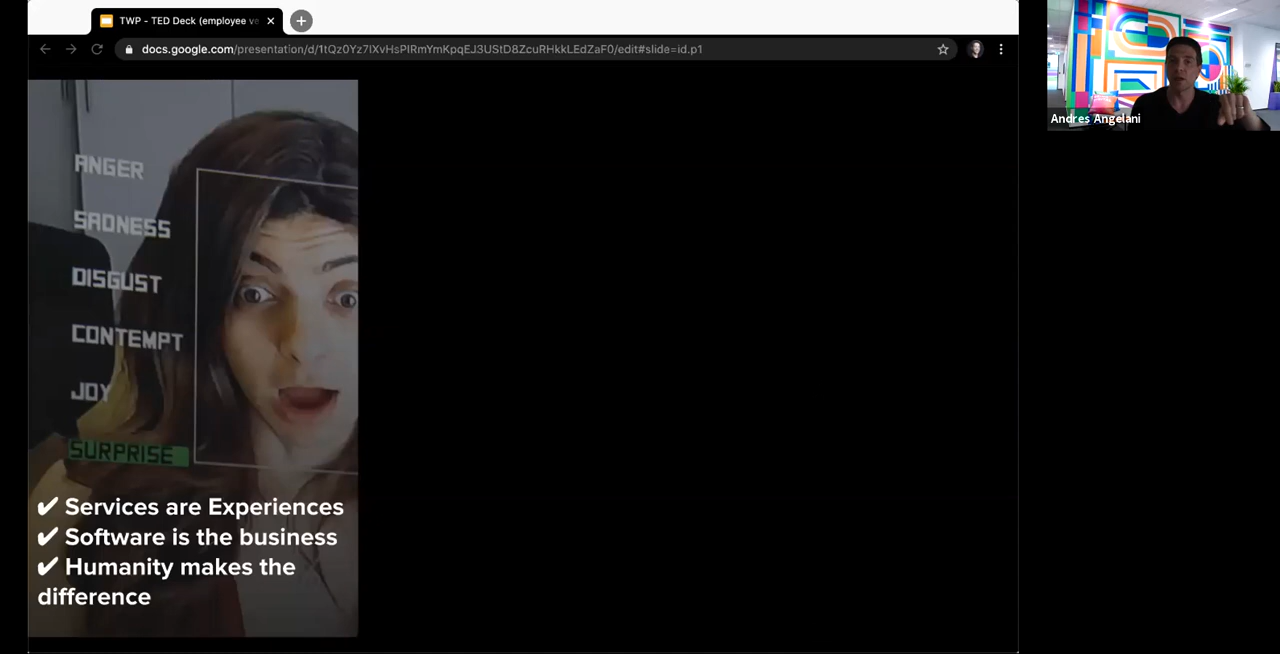 TWP - TED Deck (employee ve
docs.google.com/presentation/d/1tQz0Yz7IXvHsPIRmYmKpqEJ3UStD8ZcuRHkkLEdZaF0/edit#slide=id.p1
Andres Angelani
ANGER
SADNESS
DISGUST
CONTEMPT
JOY
SURPRISE
✔ Services are Experiences
✔ Software is the business
✔ Humanity makes the
difference